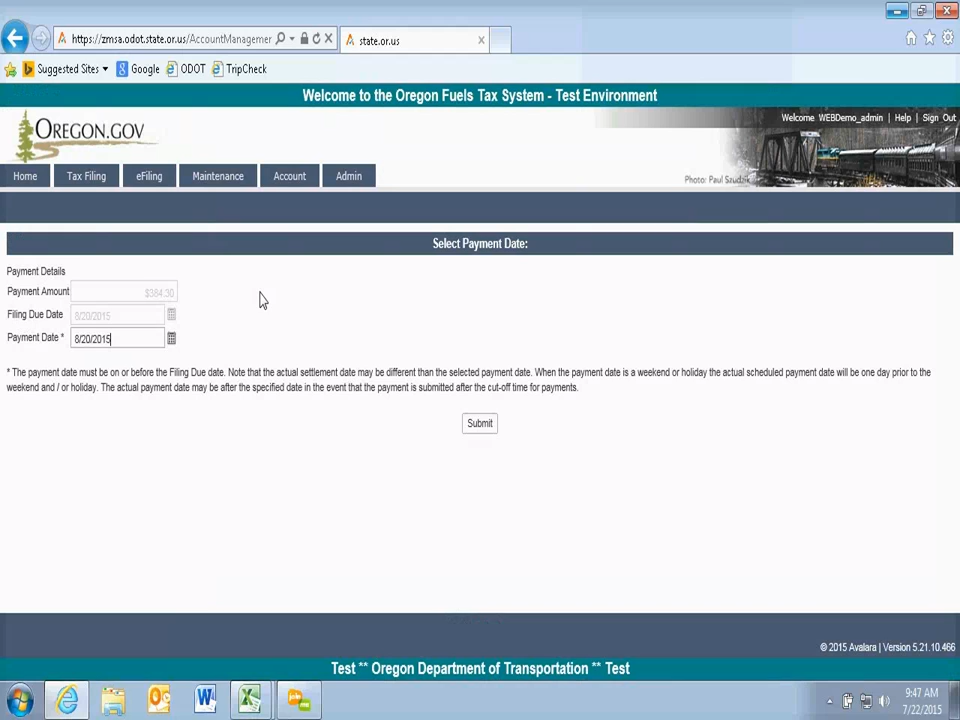 https://zmsa.odot.state.or.us/AccountManagemer
state.or.us
Suggested Sites
Google
ODOT
TripCheck
Welcome to the Oregon Fuels Tax System - Test Environment
OREGON.GOV
Welcome WEBDemo_admin | Help | Sign Out
Home
Tax Filing
eFiling
Maintenance
Account
Admin
Photo: Paul Szudzik
Select Payment Date:
Payment Details
Payment Amount $384.30
Filing Due Date 8/20/2015
Payment Date * 8/20/2015
* The payment date must be on or before the Filing Due date. Note that the actual settlement date may be different than the selected payment date. When the payment date is a weekend or holiday the actual scheduled payment date will be one day prior to the
weekend and / or holiday. The actual payment date may be after the specified date in the event that the payment is submitted after the cut-off time for payments.
Submit
© 2015 Avalara | Version 5.21.10.466
Test ** Oregon Department of Transportation ** Test
9:47 AM
7/22/2015